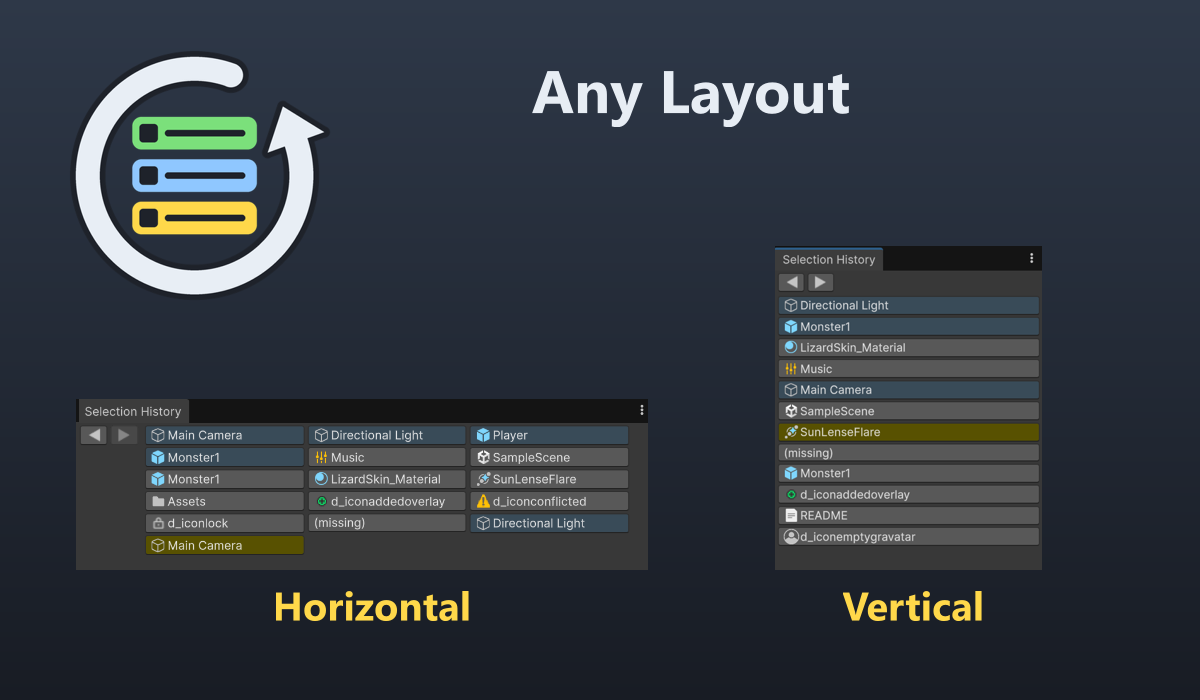 Any Layout
Selection History
Main Camera Directional Light Player
Monster1 Music SampleScene
Monster1 LizardSkin_Material SunLenseFlare
Assets d_iconaddedoverlay d_iconconflicted
d_iconlock (missing) Directional Light
Main Camera
Horizontal
Selection History
Directional Light
Monster1
LizardSkin_Material
Music
Main Camera
SampleScene
SunLenseFlare
(missing)
Monster1
d_iconaddedoverlay
README
d_iconemptygravatar
Vertical